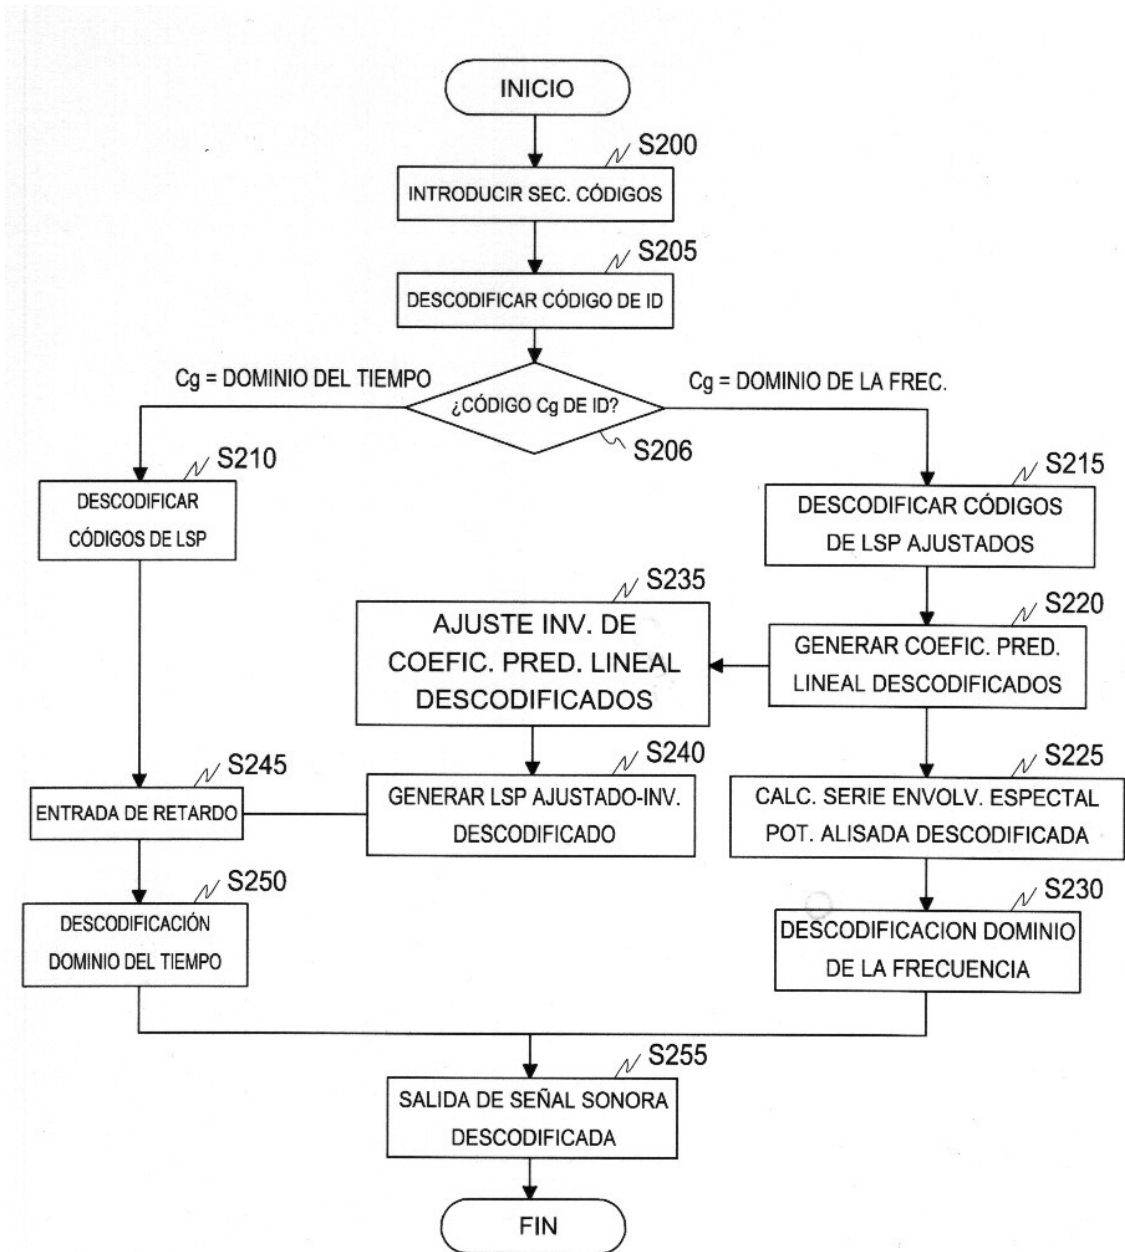 INICIO
S200
INTRODUCIR SEC. CÓDIGOS
S205
DESCODIFICAR CÓDIGO DE ID
Cg = DOMINIO DEL TIEMPO
Cg = DOMINIO DE LA FREC.
¿CÓDIGO Cg DE ID?
S206
S210
DESCODIFICAR
CÓDIGOS DE LSP
S215
DESCODIFICAR CÓDIGOS
DE LSP AJUSTADOS
S235
AJUSTE INV. DE
COEFIC. PRED. LINEAL
DESCODIFICADOS
S220
GENERAR COEFIC. PRED.
LINEAL DESCODIFICADOS
S245
ENTRADA DE RETARDO
S240
GENERAR LSP AJUSTADO-INV.
DESCODIFICADO
S225
CALC. SERIE ENVOLV. ESPECTAL
POT. ALISADA DESCODIFICADA
S250
DESCODIFICACIÓN
DOMINIO DEL TIEMPO
S230
DESCODIFICACION DOMINIO
DE LA FRECUENCIA
S255
SALIDA DE SEÑAL SONORA
DESCODIFICADA
FIN